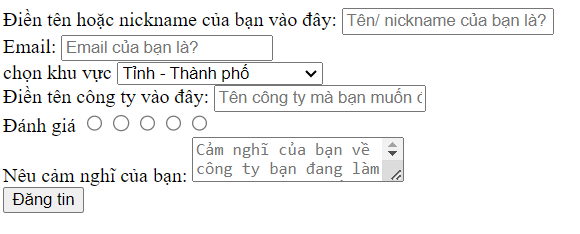 Điền tên hoặc nickname của bạn vào đây: Tên/ nickname của bạn là?
Email: Email của bạn là?
chọn khu vực Tỉnh - Thành phố
Điền tên công ty vào đây: Tên công ty mà bạn muốn
Đánh giá
Nêu cảm nghĩ của bạn: Cảm nghĩ của bạn về
công ty bạn đang làm
Đăng tin